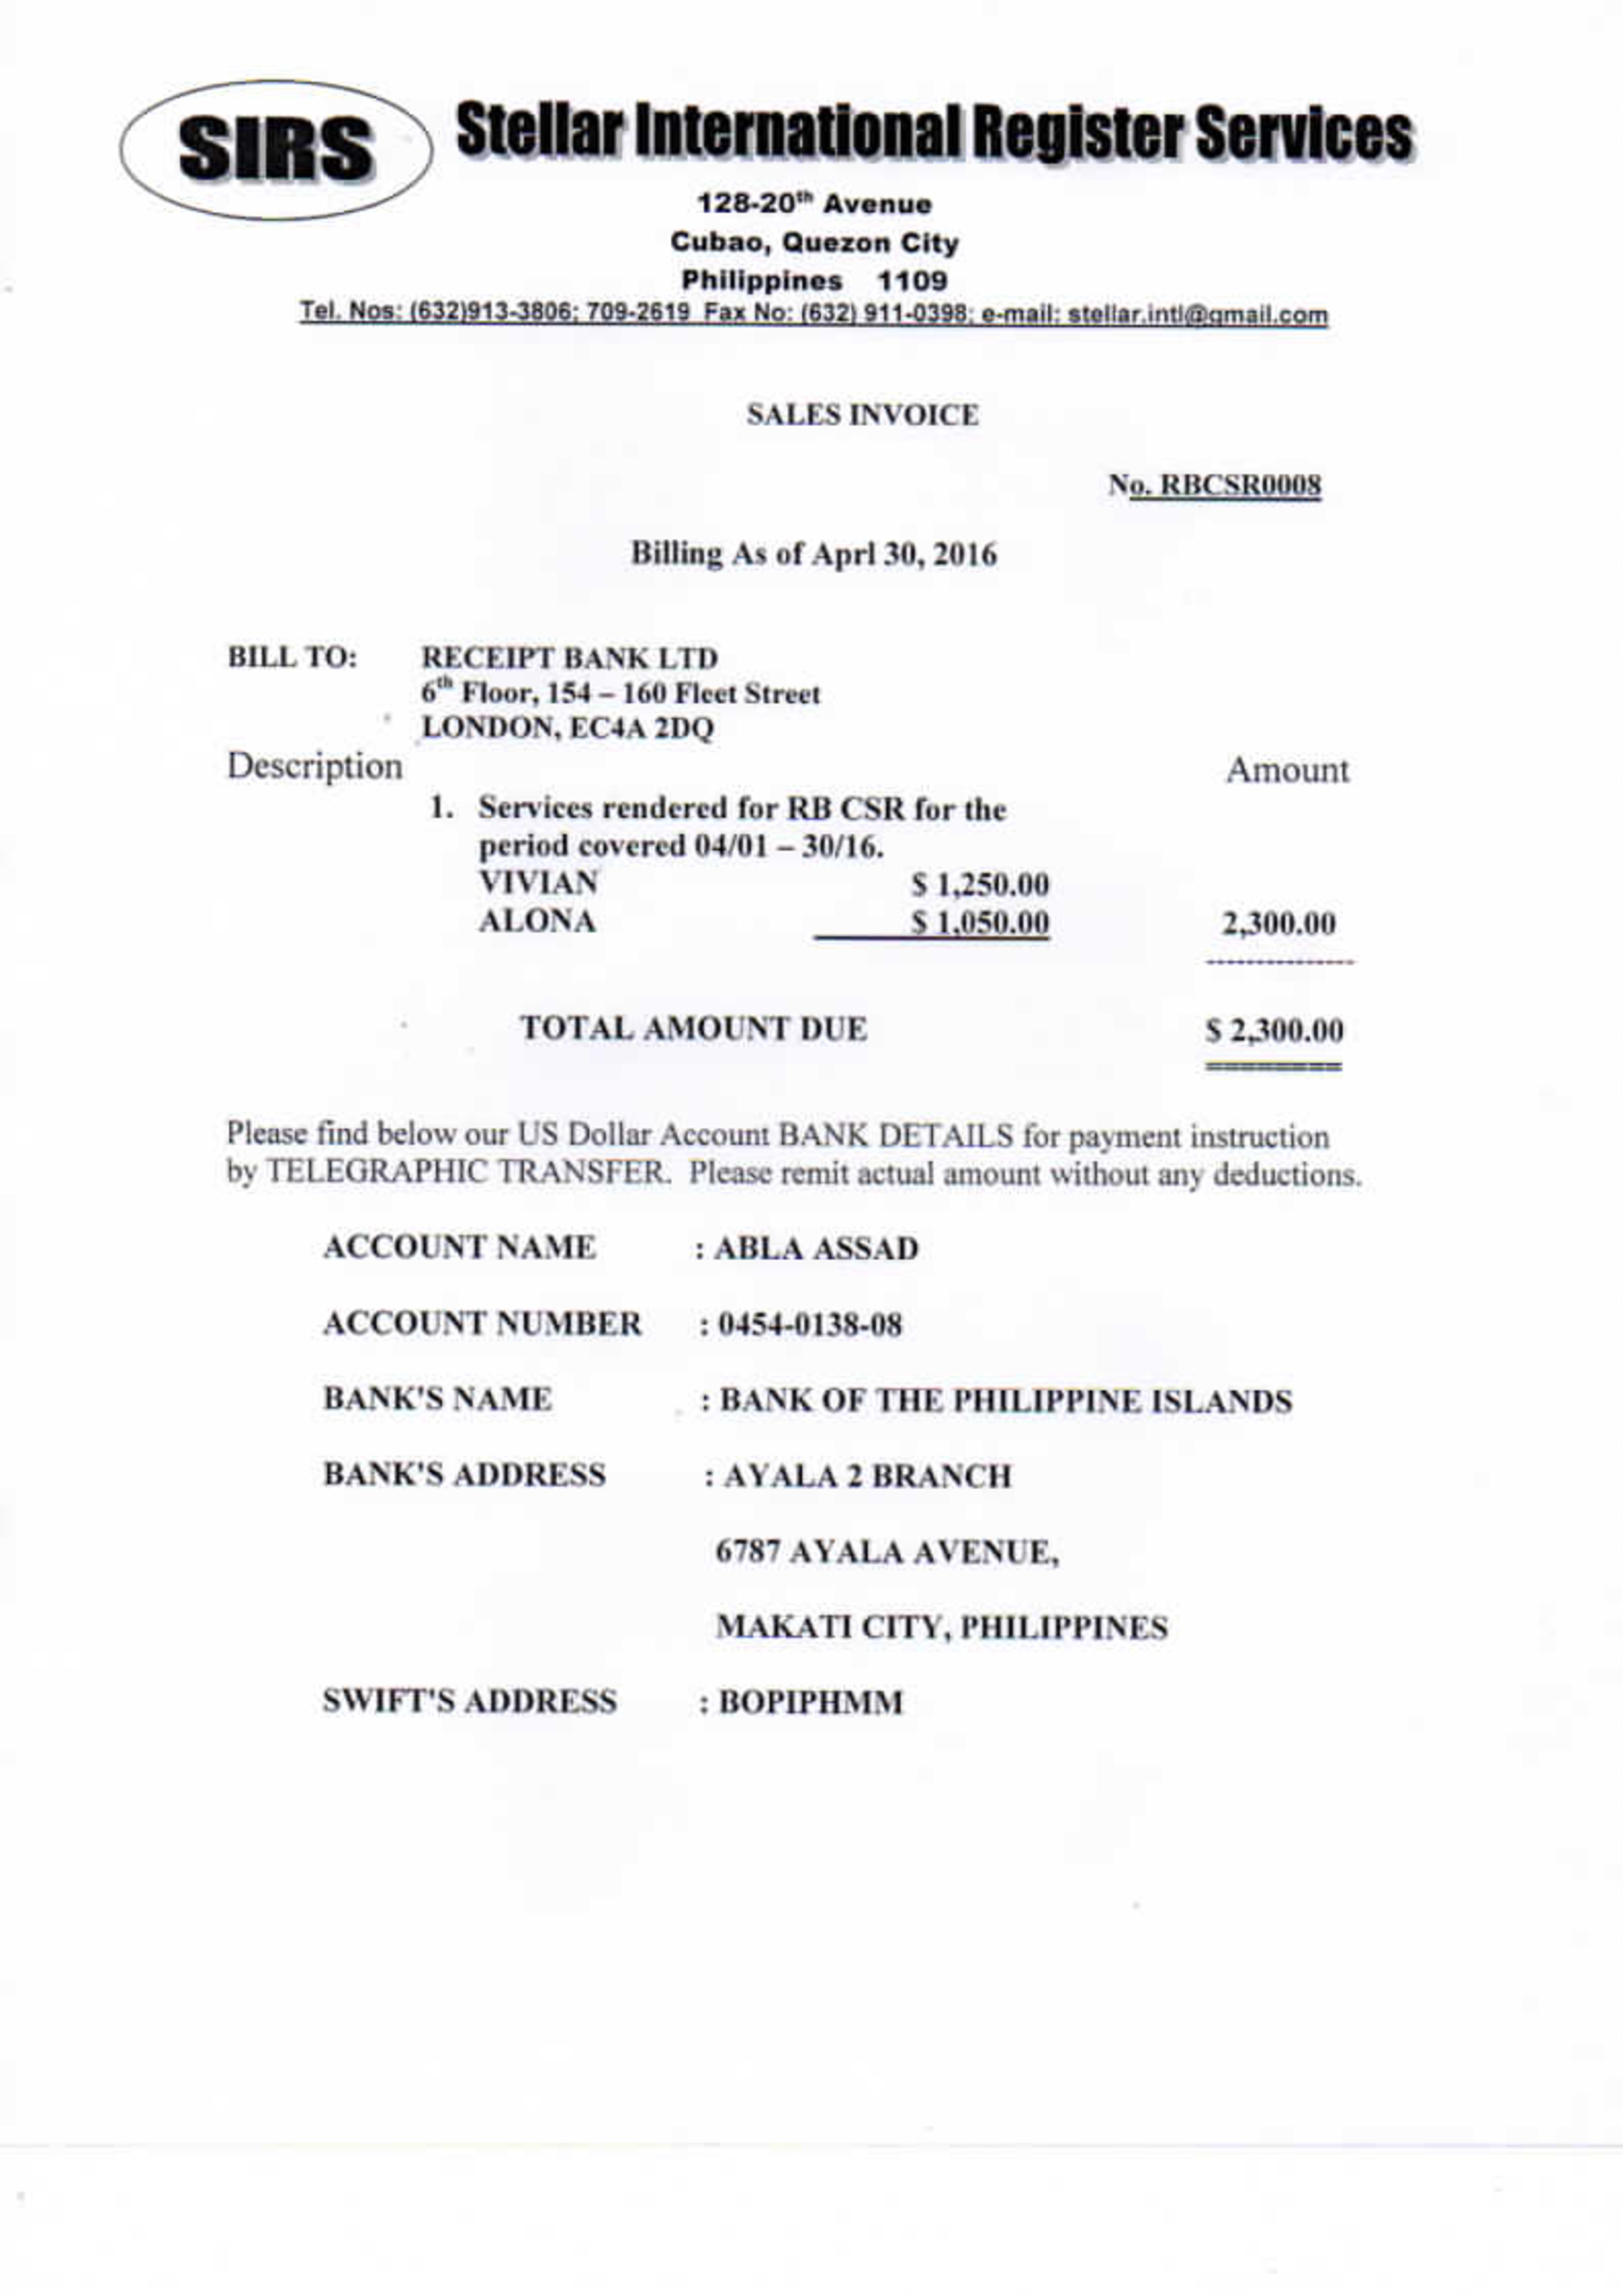 SIRS Stellar International Register Services
128-20th Avenue
Cubao, Quezon City
Philippines 1109
Tel. Nos: (632)913-3806; 709-2619 Fax No: (632) 911-0398; e-mail: stellar.intl@gmail.com
SALES INVOICE
No. RBCSR0008
Billing As of Aprl 30, 2016
BILL TO: RECEIPT BANK LTD
6th Floor, 154 – 160 Fleet Street
LONDON, EC4A 2DQ
Description Amount
1. Services rendered for RB CSR for the
period covered 04/01 – 30/16.
VIVIAN $ 1,250.00
ALONA $ 1,050.00 2,300.00
---------------
TOTAL AMOUNT DUE $ 2,300.00
========
Please find below our US Dollar Account BANK DETAILS for payment instruction
by TELEGRAPHIC TRANSFER. Please remit actual amount without any deductions.
ACCOUNT NAME : ABLA ASSAD
ACCOUNT NUMBER : 0454-0138-08
BANK'S NAME : BANK OF THE PHILIPPINE ISLANDS
BANK'S ADDRESS : AYALA 2 BRANCH
6787 AYALA AVENUE,
MAKATI CITY, PHILIPPINES
SWIFT'S ADDRESS : BOPIPHMM